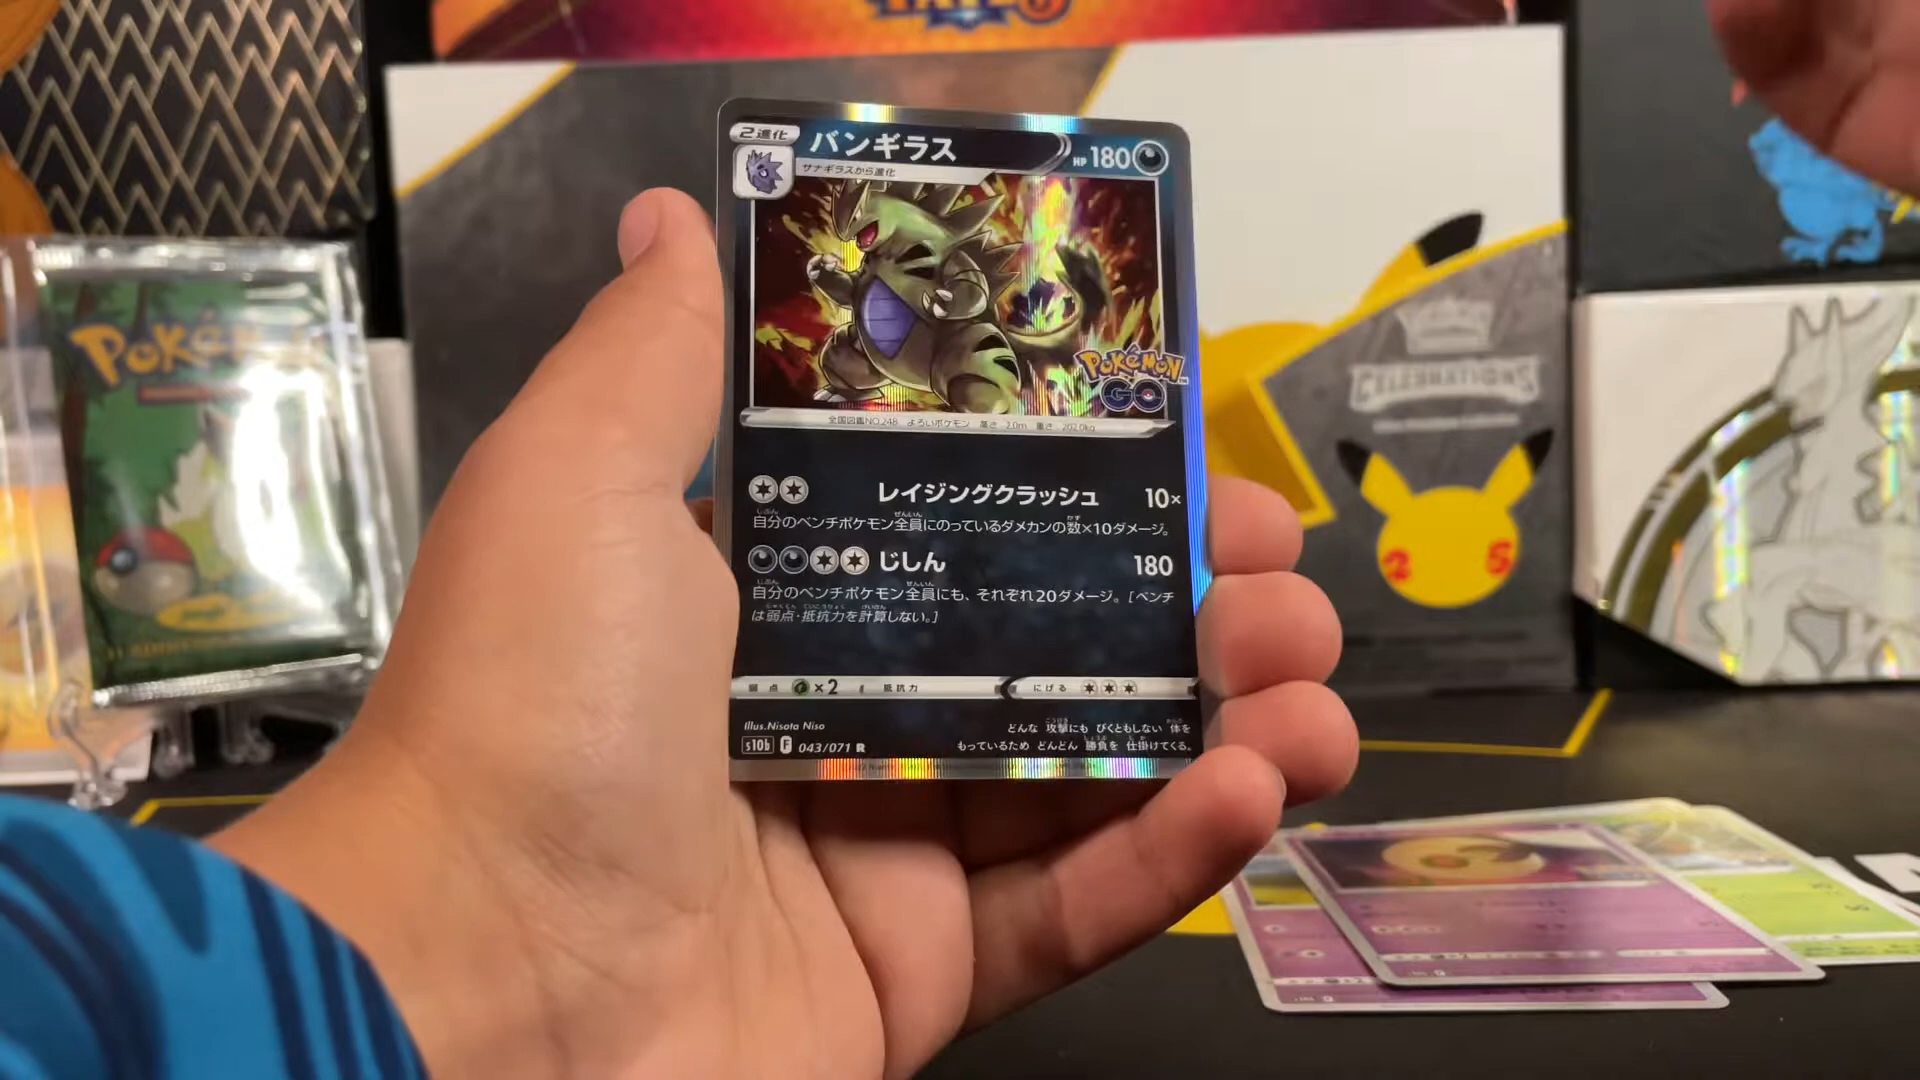 2進化
バンギラス
HP 180
サナギラスから進化
Pokémon
GO
全国図鑑NO.248 よろいポケモン 高さ:2.0m 重さ:202.0kg
レイジングクラッシュ 10×
自分のベンチポケモン全員にのっているダメカンの数×10ダメージ。
じしん 180
自分のベンチポケモン全員にも、それぞれ20ダメージ。[ベンチ
は弱点・抵抗力を計算しない。]
弱点 ×2 抵抗力 にげる
Illus.Nisota Niso
どんな 攻撃にも びくともしない 体を
もっているため どんどん 勝負を 仕掛けてくる。
s10b F 043/071 R
Pokémon
CELEBRATIONS
25